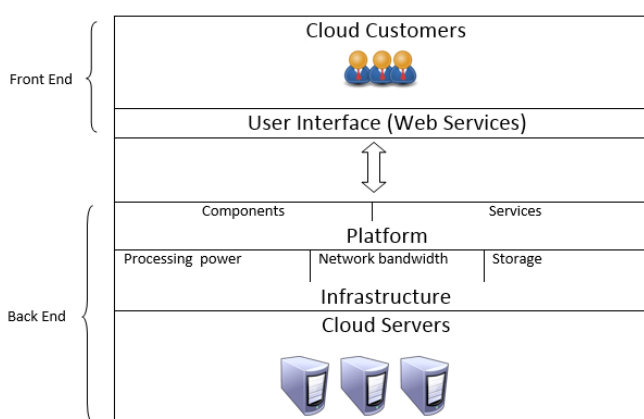 Cloud Customers
Front End
User Interface (Web Services)
Components Services
Platform
Processing power Network bandwidth Storage
Infrastructure
Back End
Cloud Servers